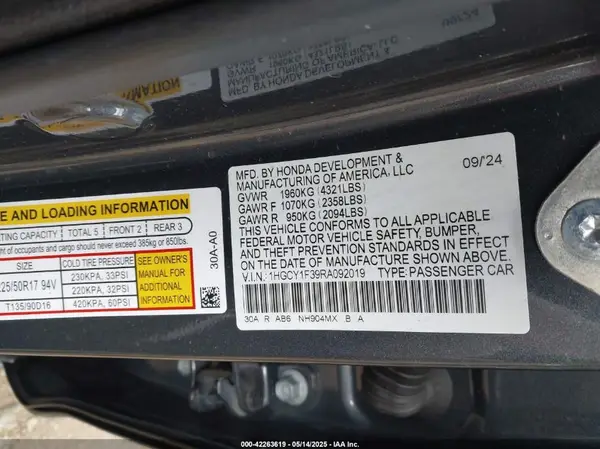 MFD. BY HONDA DEVELOPMENT & 09/24
MANUFACTURING OF AMERICA, LLC
GVWR 1960KG (4321LBS)
GAWR F 1070KG (2358LBS)
GAWR R 950KG (2094LBS)
THIS VEHICLE CONFORMS TO ALL APPLICABLE
FEDERAL MOTOR VEHICLE SAFETY, BUMPER,
AND THEFT PREVENTION STANDARDS IN EFFECT
ON THE DATE OF MANUFACTURE SHOWN ABOVE.
V.I.N.: 1HGCY1F39RA092019 TYPE: PASSENGER CAR
30A R AB6 NH904MX B A
E AND LOADING INFORMATION
TING CAPACITY TOTAL 5 FRONT 2 REAR 3
of occupants and cargo should never exceed 385kg or 850lbs.
SIZE COLD TIRE PRESSURE SEE OWNER'S
230KPA, 33PSI MANUAL FOR
25/50R17 94V 220KPA, 32PSI ADDITIONAL
T135/90D16 420KPA, 60PSI INFORMATION
30A-A0
000-42263619 - 05/14/2025 - IAA Inc.